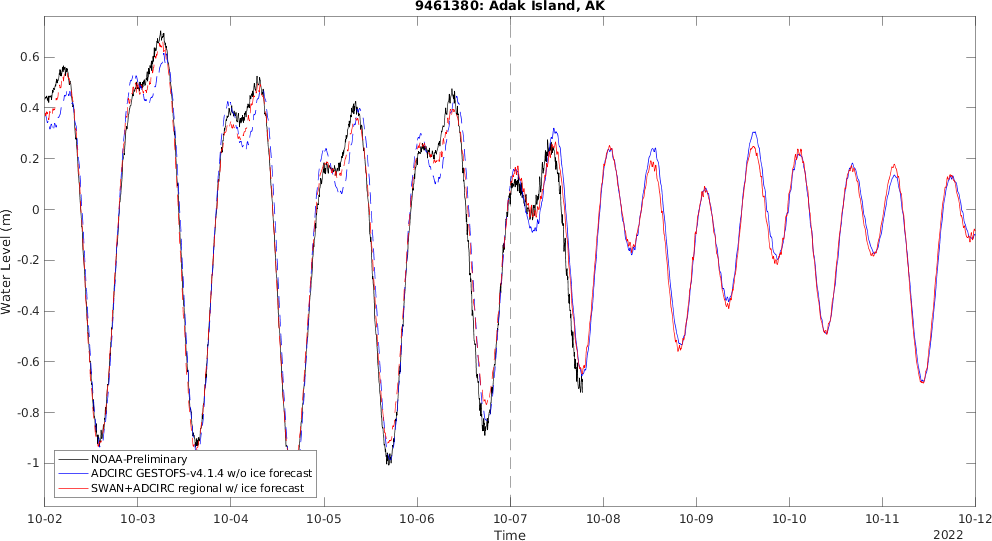 9461380: Adak Island, AK
Water Level (m)
0.6
0.4
0.2
0
-0.2
-0.4
-0.6
-0.8
-1
NOAA-Preliminary
ADCIRC GESTOFS-v4.1.4 w/o ice forecast
SWAN+ADCIRC regional w/ ice forecast
10-02 10-03 10-04 10-05 10-06 10-07 10-08 10-09 10-10 10-11 10-12
Time
2022